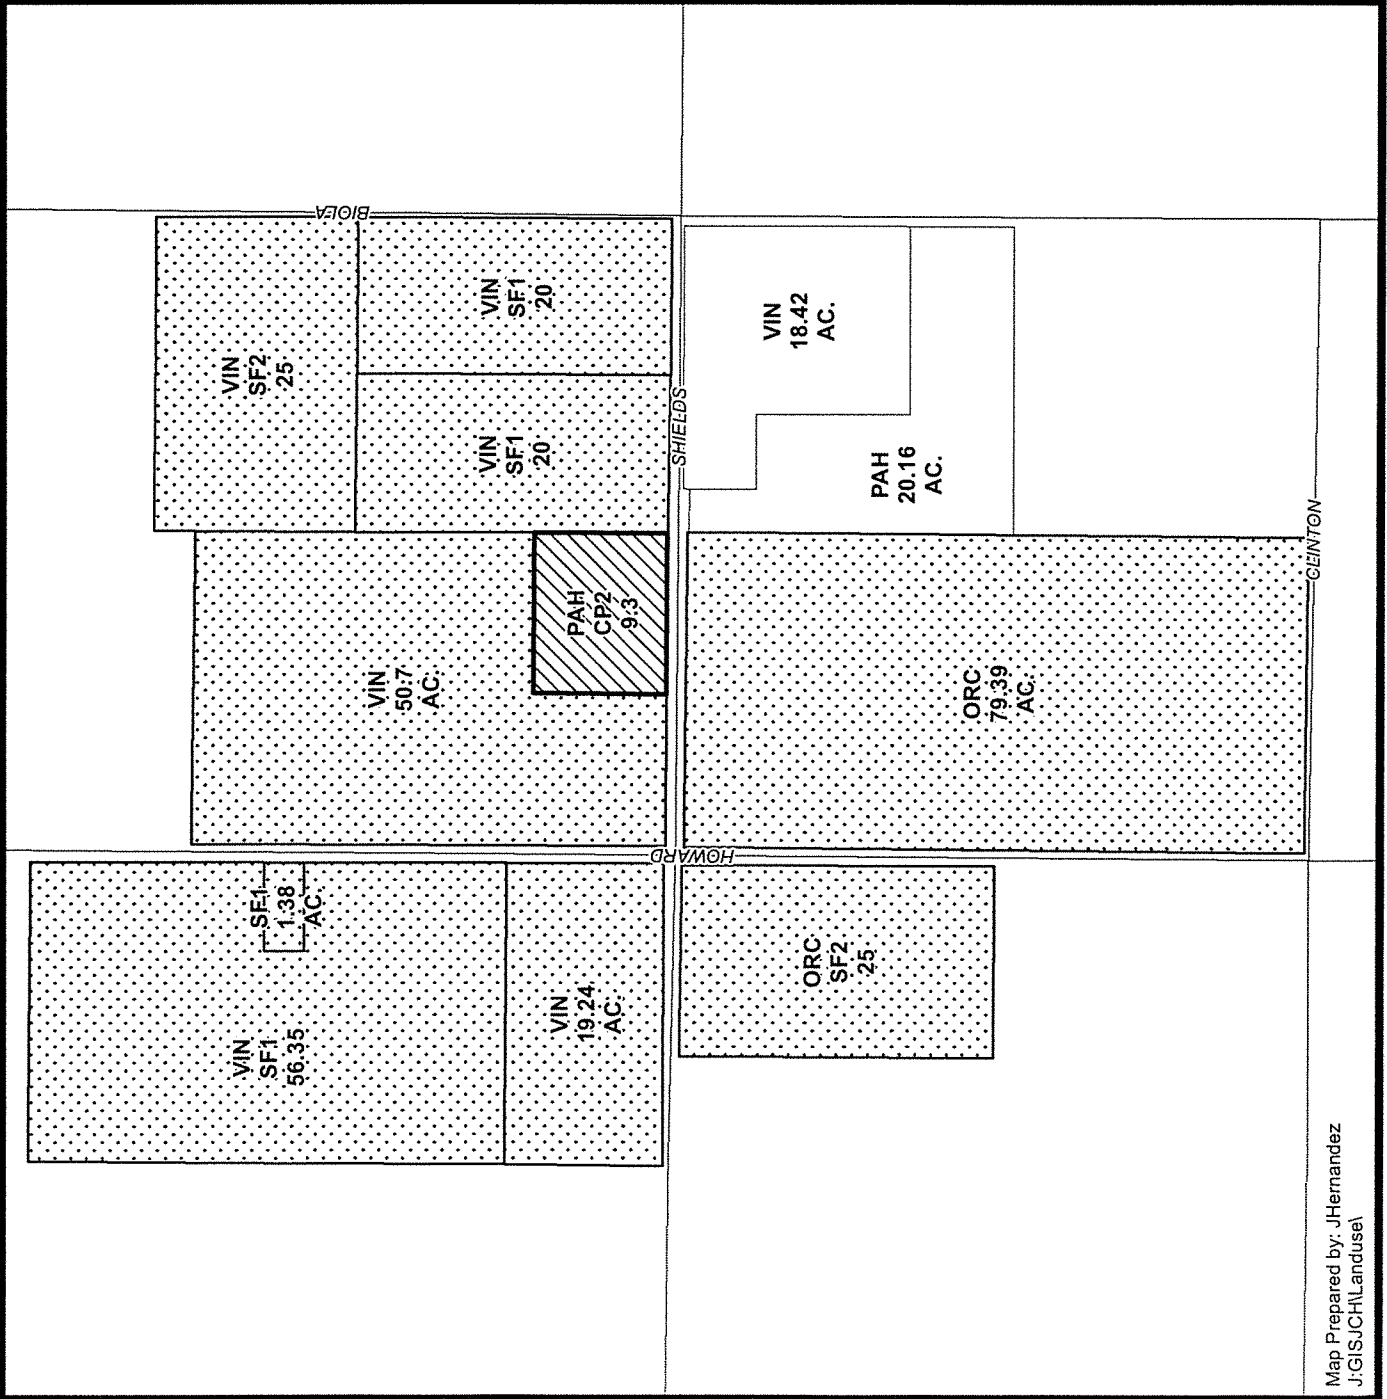 BIOLA
VIN
SF2
25
VIN
SF1
20
VIN
SF1
20
VIN
50.7
AC.
PAH
CP2
9.3
SHIELDS
VIN
18.42
AC.
PAH
20.16
AC.
CLINTON
ORC
79.39
AC.
HOWARD
SF1
1.38
AC.
VIN
SF1
56.35
VIN
19.24
AC.
ORC
SF2
25
Map Prepared by: JHernandez
J:GISJCH\Landuse\